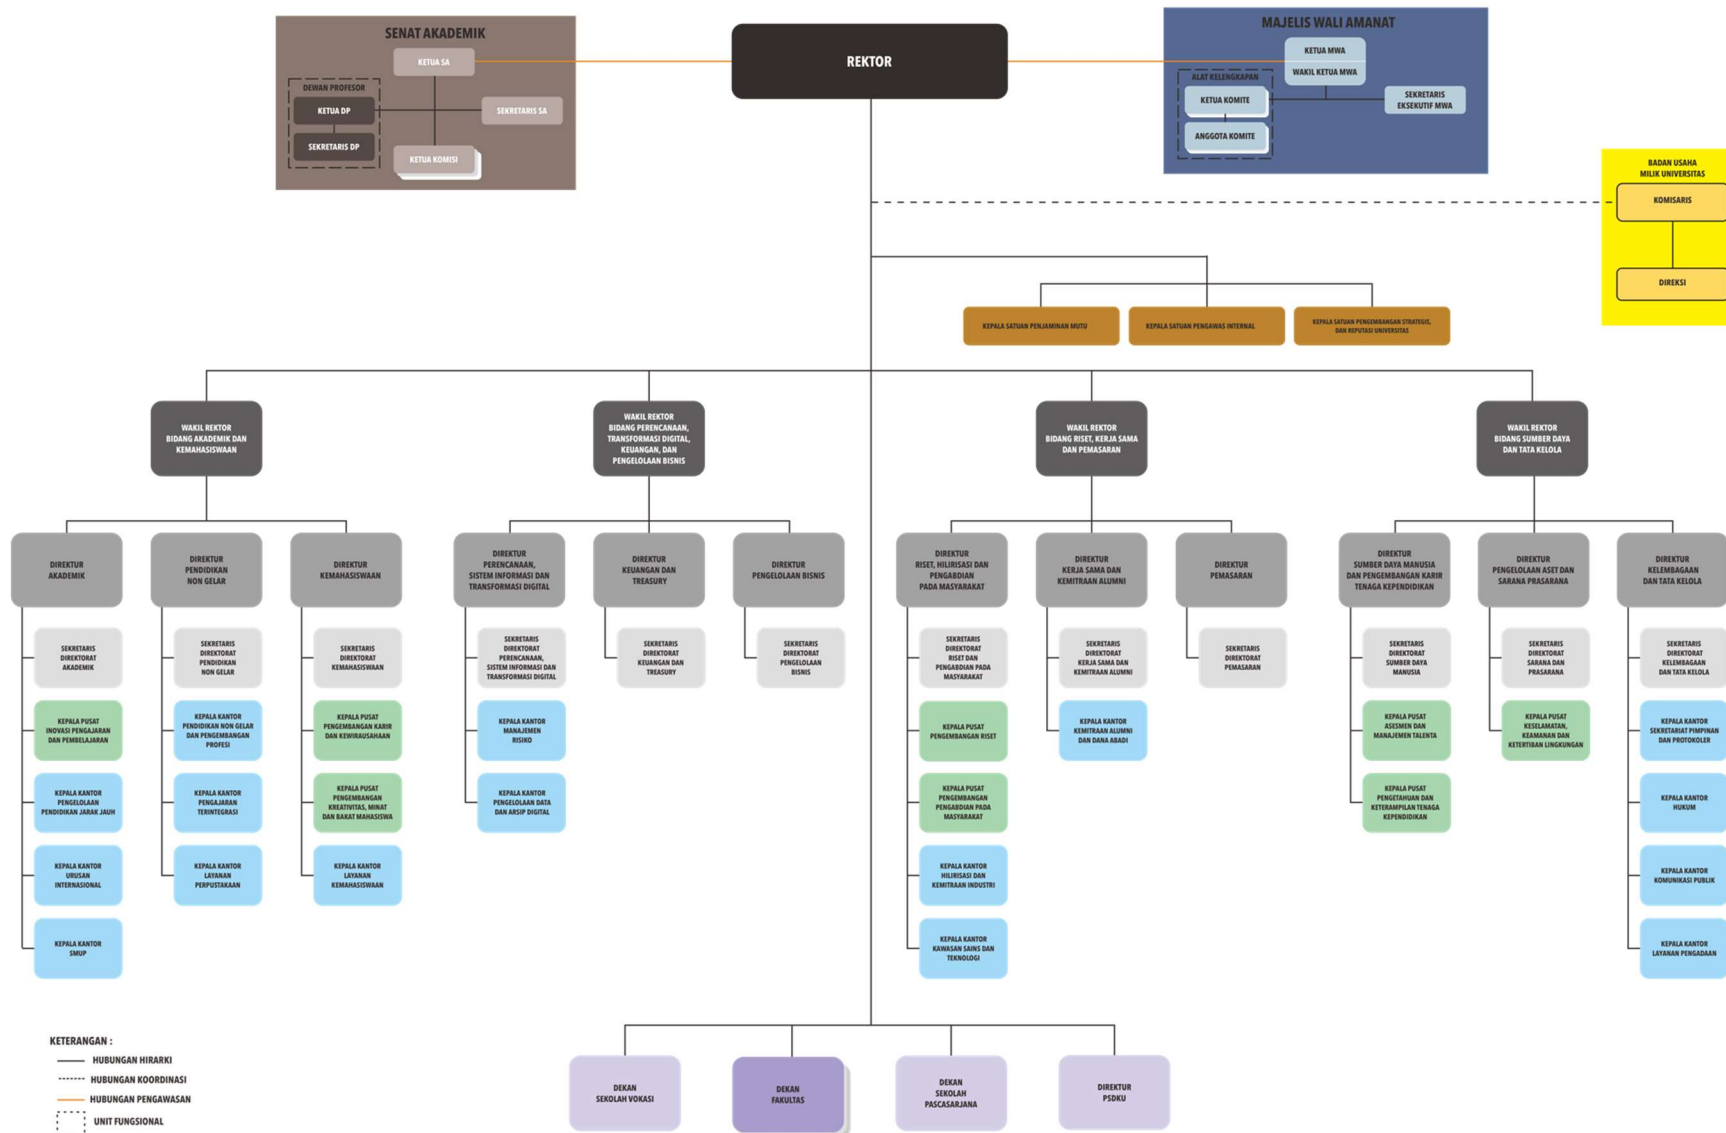 SENAT AKADEMIK
KETUA SA
DEWAN PROFESOR
KETUA DP
SEKRETARIS DP
SEKRETARIS SA
KETUA KOMISI
REKTOR
MAJELIS WALI AMANAT
KETUA MWA
WAKIL KETUA MWA
ALAT KELENGKAPAN
KETUA KOMITE
ANGGOTA KOMITE
SEKRETARIS
EKSEKUTIF MWA
BADAN USAHA
MILIK UNIVERSITAS
KOMISARIS
DIREKSI
KEPALA SATUAN PENJAMINAN MUTU
KEPALA SATUAN PENGAWAS INTERNAL
KEPALA SATUAN PENGEMBANGAN STRATEGIS,
DAN REPUTASI UNIVERSITAS
WAKIL REKTOR
BIDANG AKADEMIK DAN
KEMAHASISWAAN
WAKIL REKTOR
BIDANG PERENCANAAN,
TRANSFORMASI DIGITAL,
KEUANGAN, DAN
PENGELOLAAN BISNIS
WAKIL REKTOR
BIDANG RISET, KERJA SAMA
DAN PEMASARAN
WAKIL REKTOR
BIDANG SUMBER DAYA
DAN TATA KELOLA
DIREKTUR
AKADEMIK
DIREKTUR
PENDIDIKAN
NON GELAR
DIREKTUR
KEMAHASISWAAN
DIREKTUR
PERENCANAAN,
SISTEM INFORMASI DAN
TRANSFORMASI DIGITAL
DIREKTUR
KEUANGAN DAN
TREASURY
DIREKTUR
PENGELOLAAN BISNIS
DIREKTUR
RISET, HILIRISASI DAN
PENGABDIAN
PADA MASYARAKAT
DIREKTUR
KERJA SAMA DAN
KEMITRAAN ALUMNI
DIREKTUR
PEMASARAN
DIREKTUR
SUMBER DAYA MANUSIA
DAN PENGEMBANGAN KARIR
TENAGA KEPENDIDIKAN
DIREKTUR
PENGELOLAAN ASET DAN
SARANA PRASARANA
DIREKTUR
KELEMBAGAAN
DAN TATA KELOLA
SEKRETARIS
DIREKTORAT
AKADEMIK
SEKRETARIS
DIREKTORAT
PENDIDIKAN
NON GELAR
SEKRETARIS
DIREKTORAT
KEMAHASISWAAN
SEKRETARIS
DIREKTORAT
PERENCANAAN,
SISTEM INFORMASI DAN
TRANSFORMASI DIGITAL
SEKRETARIS
DIREKTORAT
KEUANGAN DAN
TREASURY
SEKRETARIS
DIREKTORAT
PENGELOLAAN
BISNIS
SEKRETARIS
DIREKTORAT
RISET DAN
PENGABDIAN PADA
MASYARAKAT
SEKRETARIS
DIREKTORAT
KERJA SAMA DAN
KEMITRAAN ALUMNI
SEKRETARIS
DIREKTORAT
PEMASARAN
SEKRETARIS
DIREKTORAT
SUMBER DAYA
MANUSIA
SEKRETARIS
DIREKTORAT
SARANA DAN
PRASARANA
SEKRETARIS
DIREKTORAT
KELEMBAGAAN
DAN TATA KELOLA
KEPALA PUSAT
INOVASI PENGAJARAN
DAN PEMBELAJARAN
KEPALA KANTOR
PENDIDIKAN NON GELAR
DAN PENGEMBANGAN
PROFESI
KEPALA PUSAT
PENGEMBANGAN KARIR
DAN KEWIRAUSAHAAN
KEPALA KANTOR
MANAJEMEN
RISIKO
KEPALA PUSAT
PENGEMBANGAN RISET
KEPALA KANTOR
KEMITRAAN ALUMNI
DAN DANA ABADI
KEPALA PUSAT
ASESMEN DAN
MANAJEMEN TALENTA
KEPALA PUSAT
KESELAMATAN,
KEAMANAN DAN
KETERTIBAN LINGKUNGAN
KEPALA KANTOR
SEKRETARIAT PIMPINAN
DAN PROTOKOLER
KEPALA KANTOR
PENGELOLAAN
PENDIDIKAN JARAK JAUH
KEPALA KANTOR
PENGAJARAN
TERINTEGRASI
KEPALA PUSAT
PENGEMBANGAN
KREATIVITAS, MINAT
DAN BAKAT MAHASISWA
KEPALA KANTOR
PENGELOLAAN DATA
DAN ARSIP DIGITAL
KEPALA PUSAT
PENGEMBANGAN
PENGABDIAN PADA
MASYARAKAT
KEPALA PUSAT
PENGETAHUAN DAN
KETERAMPILAN TENAGA
KEPENDIDIKAN
KEPALA KANTOR
HUKUM
KEPALA KANTOR
URUSAN
INTERNASIONAL
KEPALA KANTOR
LAYANAN
PERPUSTAKAAN
KEPALA KANTOR
LAYANAN
KEMAHASISWAAN
KEPALA KANTOR
HILIRISASI DAN
KEMITRAAN INDUSTRI
KEPALA KANTOR
KOMUNIKASI PUBLIK
KEPALA KANTOR
SMUP
KEPALA KANTOR
KAWASAN SAINS DAN
TEKNOLOGI
KEPALA KANTOR
LAYANAN PENGADAAN
KETERANGAN :
HUBUNGAN HIRARKI
HUBUNGAN KOORDINASI
HUBUNGAN PENGAWASAN
UNIT FUNGSIONAL
DEKAN
SEKOLAH VOKASI
DEKAN
FAKULTAS
DEKAN
SEKOLAH
PASCASARJANA
DIREKTUR
PSDKU